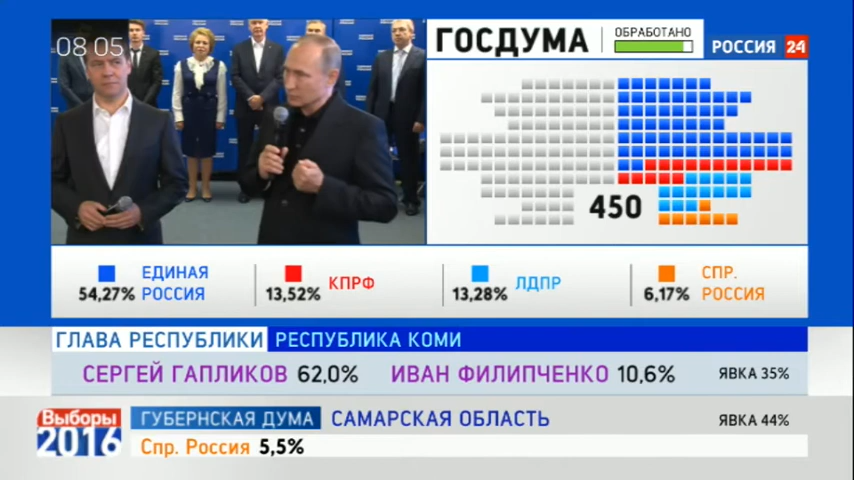 08 05
ГОСДУМА
ОБРАБОТАНО
РОССИЯ 24
450
ЕДИНАЯ
54,27% РОССИЯ
13,52% КПРФ
13,28% ЛДПР
СПР.
6,17% РОССИЯ
ГЛАВА РЕСПУБЛИКИ РЕСПУБЛИКА КОМИ
СЕРГЕЙ ГАПЛИКОВ 62,0% ИВАН ФИЛИПЧЕНКО 10,6% ЯВКА 35%
Выборы
2016
ГУБЕРНСКАЯ ДУМА САМАРСКАЯ ОБЛАСТЬ ЯВКА 44%
Спр. Россия 5,5%